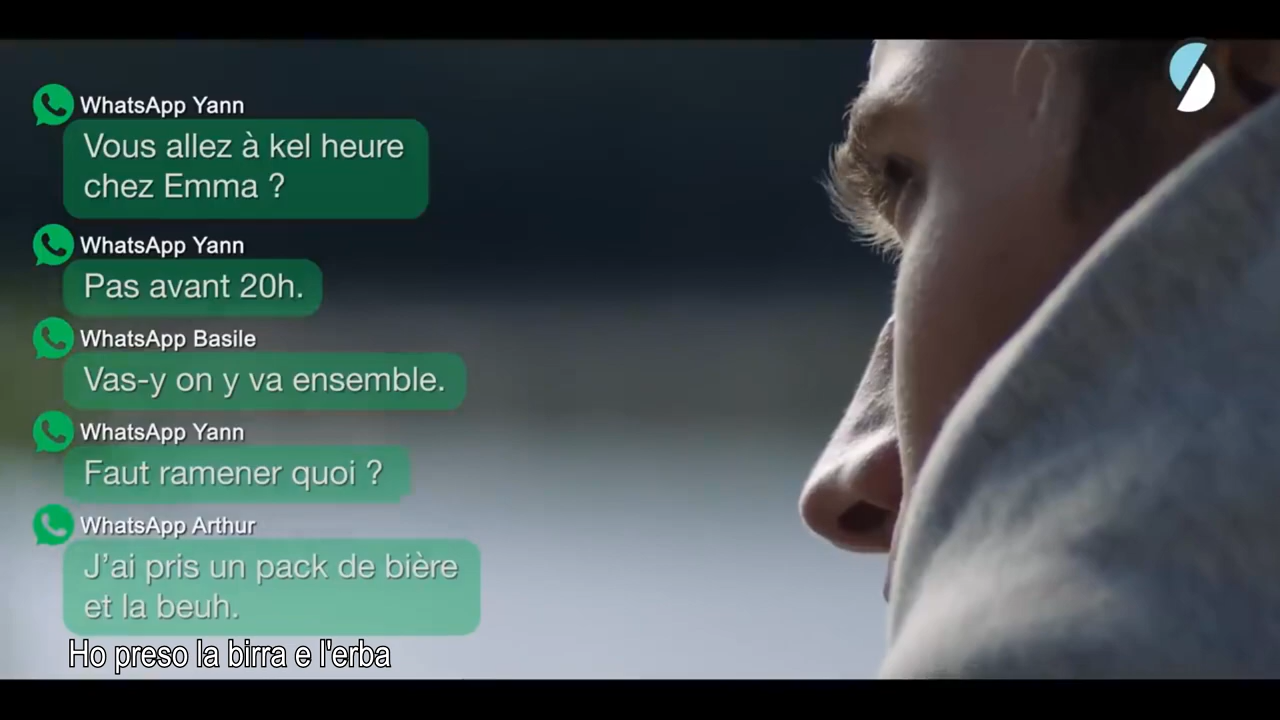 WhatsApp Yann
Vous allez à kel heure
chez Emma ?
WhatsApp Yann
Pas avant 20h.
WhatsApp Basile
Vas-y on y va ensemble.
WhatsApp Yann
Faut ramener quoi ?
WhatsApp Arthur
J’ai pris un pack de bière
et la beuh.
Ho preso la birra e l'erba